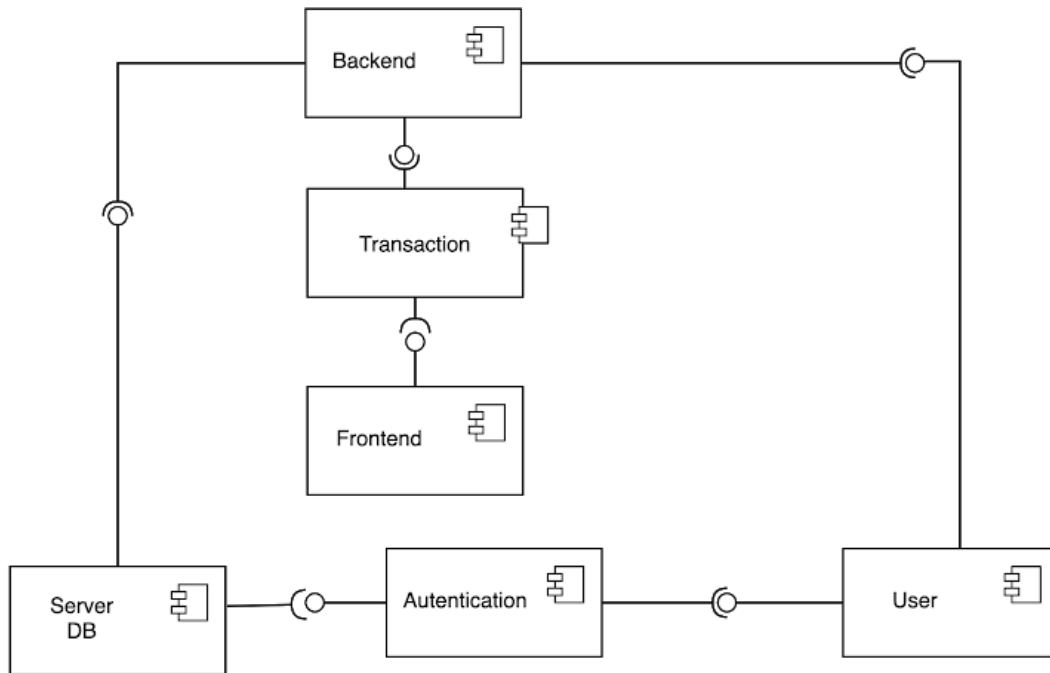 Backend
Transaction
Frontend
Server
DB
Autentication
User